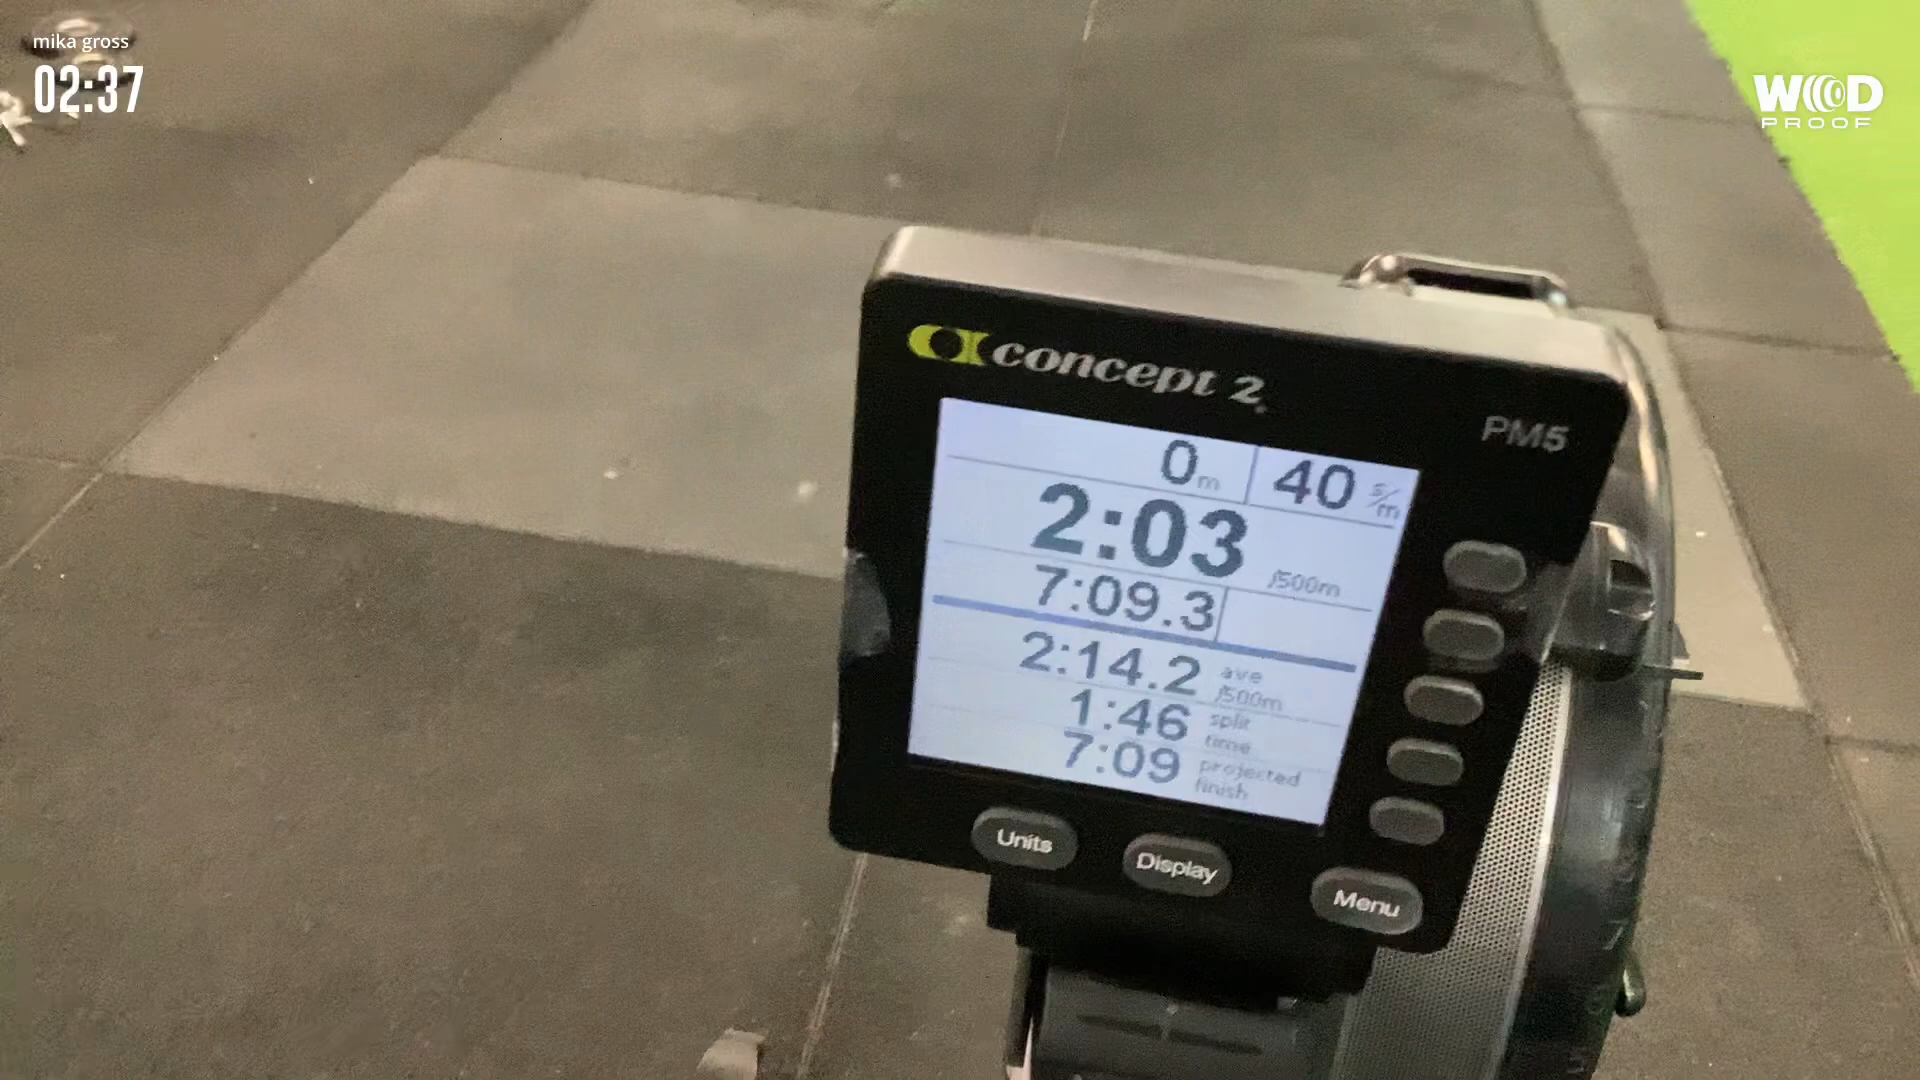 mika gross
02:37
WOD
PROOF
concept 2
PM5
0 m 40 s/m
2:03 /500m
7:09.3
2:14.2 ave /500m
1:46 split time
7:09 projected finish
Units Display Menu